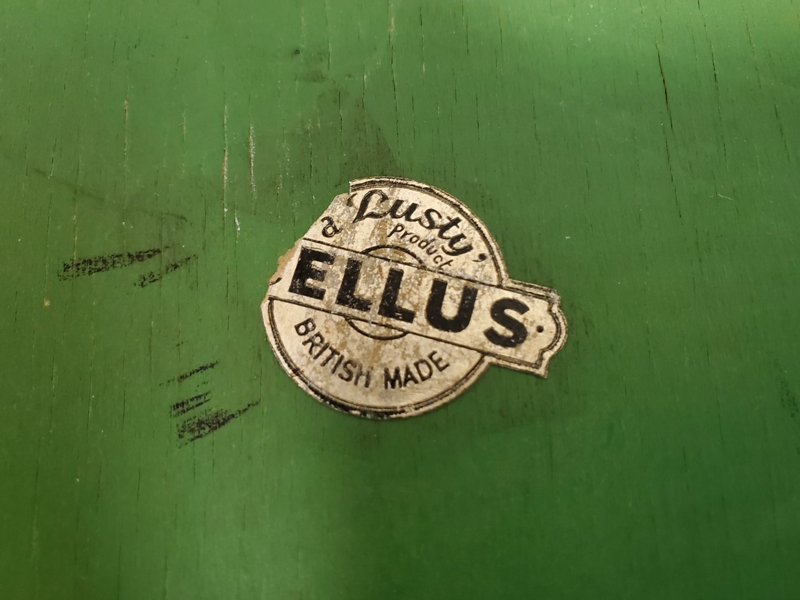 a 'Lusty'
Product
ELLUS
BRITISH MADE